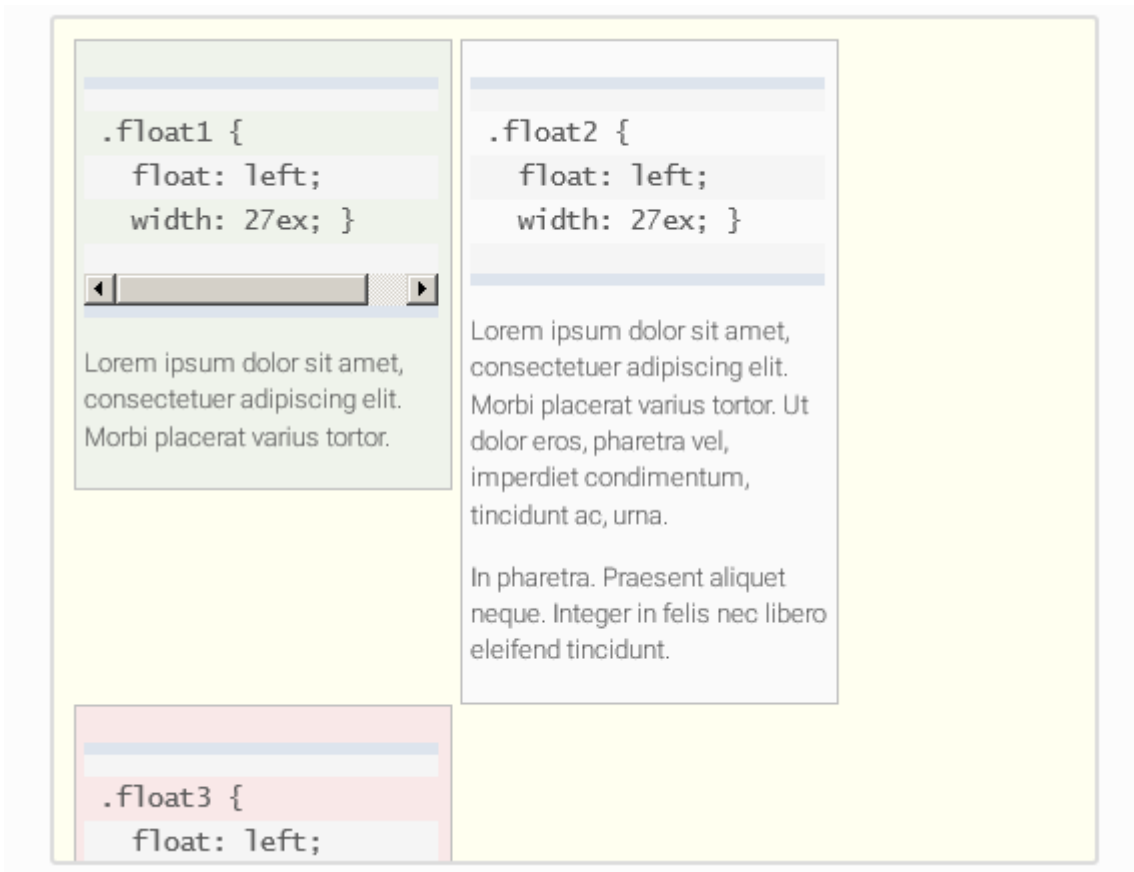 .float1 {
float: left;
width: 27ex; }
Lorem ipsum dolor sit amet,
consectetuer adipiscing elit.
Morbi placerat varius tortor.
.float2 {
float: left;
width: 27ex; }
Lorem ipsum dolor sit amet,
consectetuer adipiscing elit.
Morbi placerat varius tortor. Ut
dolor eros, pharetra vel,
imperdiet condimentum,
tincidunt ac, urna.
In pharetra. Praesent aliquet
neque. Integer in felis nec libero
eleifend tincidunt.
.float3 {
float: left;